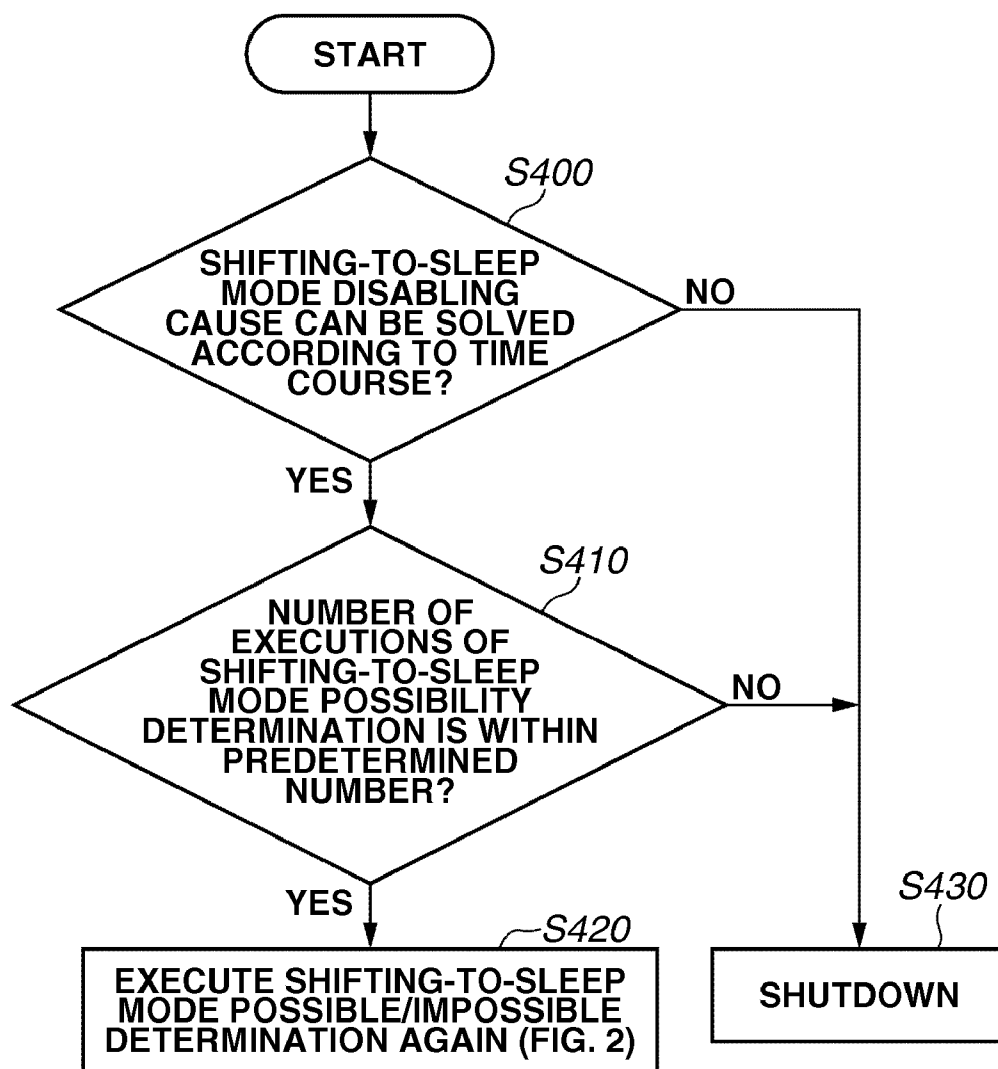 START
S400
SHIFTING-TO-SLEEP
MODE DISABLING
CAUSE CAN BE SOLVED
ACCORDING TO TIME
COURSE?
NO
YES
S410
NUMBER OF
EXECUTIONS OF
SHIFTING-TO-SLEEP
MODE POSSIBILITY
DETERMINATION IS WITHIN
PREDETERMINED
NUMBER?
NO
YES
S420
EXECUTE SHIFTING-TO-SLEEP
MODE POSSIBLE/IMPOSSIBLE
DETERMINATION AGAIN (FIG. 2)
S430
SHUTDOWN